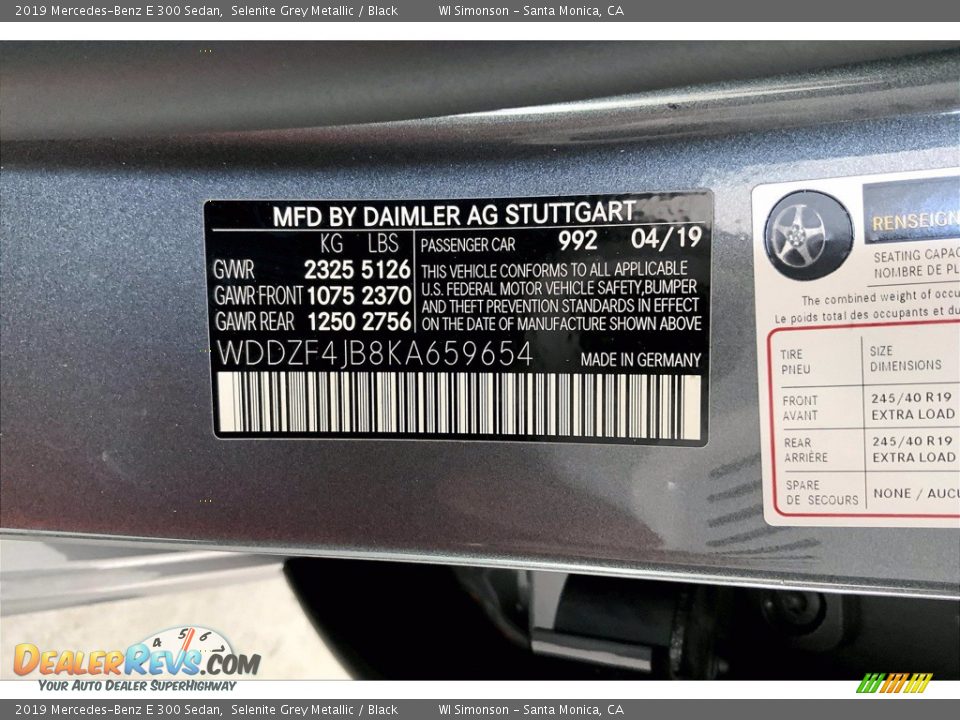 2019 Mercedes-Benz E 300 Sedan, Selenite Grey Metallic / Black WI Simonson - Santa Monica, CA
MFD BY DAIMLER AG STUTTGART
KG LBS
GVWR 2325 5126
GAWR FRONT 1075 2370
GAWR REAR 1250 2756
PASSENGER CAR 992 04/19
THIS VEHICLE CONFORMS TO ALL APPLICABLE
U.S. FEDERAL MOTOR VEHICLE SAFETY,BUMPER
AND THEFT PREVENTION STANDARDS IN EFFECT
ON THE DATE OF MANUFACTURE SHOWN ABOVE
WDDZF4JB8KA659654 MADE IN GERMANY
RENSEIGN
SEATING CAPAC
NOMBRE DE PL
The combined weight of occu
Le poids total des occupants et du
TIRE SIZE
PNEU DIMENSIONS
FRONT 245/40 R19
AVANT EXTRA LOAD
REAR 245/40 R19
ARRIÈRE EXTRA LOAD
SPARE
DE SECOURS NONE / AUCU
4 5 6
DEALERREVS.COM
YOUR AUTO DEALER SUPERHIGHWAY
2019 Mercedes-Benz E 300 Sedan, Selenite Grey Metallic / Black WI Simonson - Santa Monica, CA